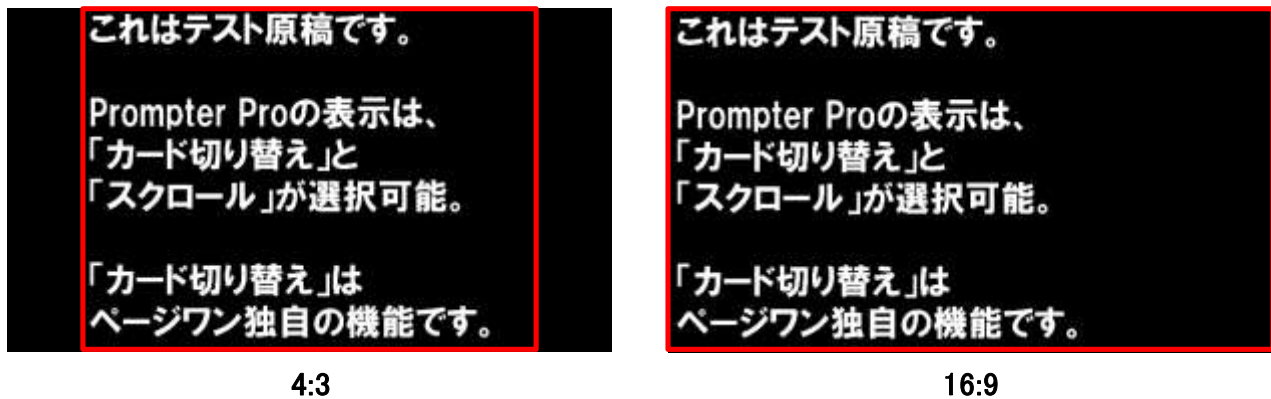 これはテスト原稿です。
Prompter Proの表示は、
「カード切り替え」と
「スクロール」が選択可能。
「カード切り替え」は
ページワン独自の機能です。
4:3
これはテスト原稿です。
Prompter Proの表示は、
「カード切り替え」と
「スクロール」が選択可能。
「カード切り替え」は
ページワン独自の機能です。
16:9